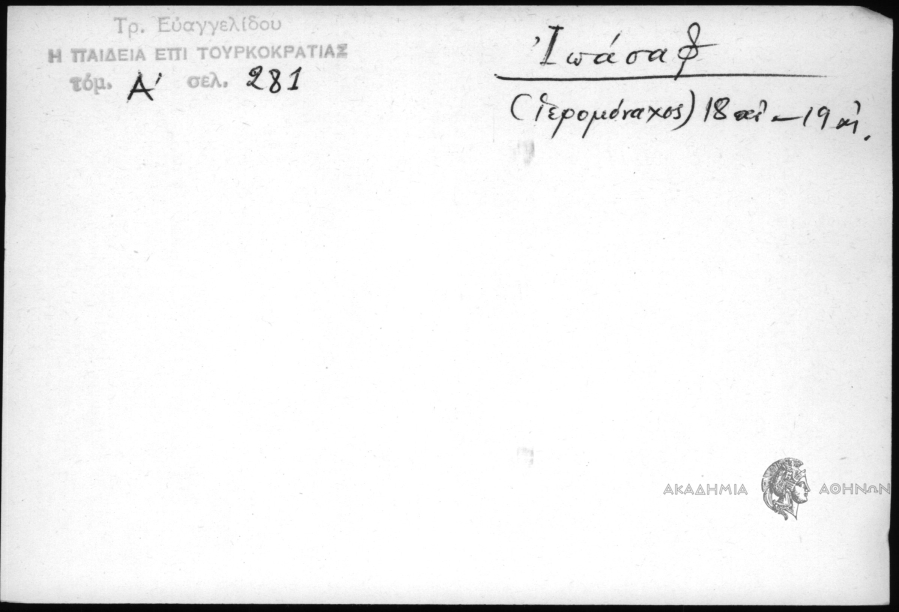 Τρ. Εὐαγγελίδου
Η ΠΑΙΔΕΙΑ ΕΠΙ ΤΟΥΡΚΟΚΡΑΤΙΑΣ
τόμ. Α' σελ. 281
Ἰωάσαφ
(ἱερομόναχος) 18 αἰ – 19 αἰ.
ΑΚΑΔΗΜΙΑ ΑΘΗΝΩΝ